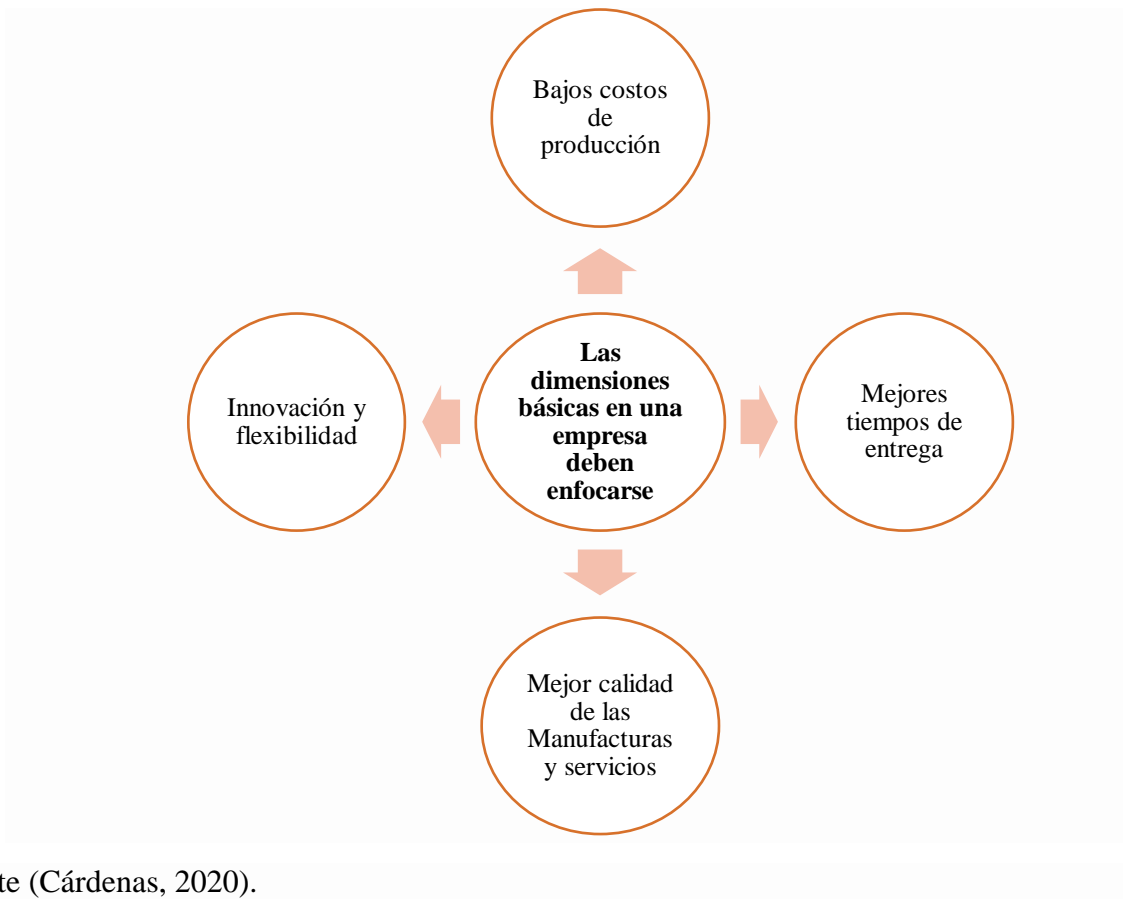 Bajos costos
de
producción
Innovación y
flexibilidad
Las
dimensiones
básicas en una
empresa
deben
enfocarse
Mejores
tiempos de
entrega
Mejor calidad
de las
Manufacturas
y servicios
te (Cárdenas, 2020).